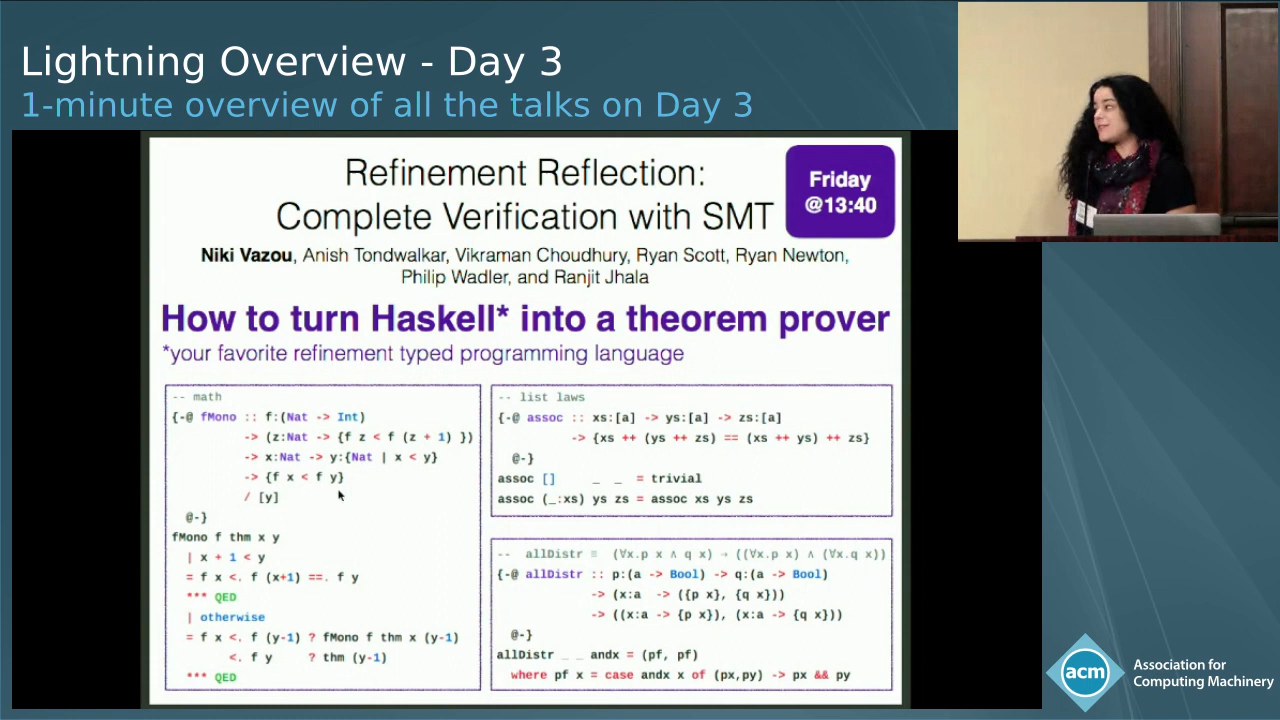 Lightning Overview - Day 3
1-minute overview of all the talks on Day 3
Refinement Reflection:
Complete Verification with SMT
Friday
@13:40
Niki Vazou, Anish Tondwalkar, Vikraman Choudhury, Ryan Scott, Ryan Newton,
Philip Wadler, and Ranjit Jhala
How to turn Haskell* into a theorem prover
*your favorite refinement typed programming language
-- math
{-@ fMono :: f:(Nat -> Int)
-> (z:Nat -> {f z < f (z + 1) })
-> x:Nat -> y:{Nat | x < y}
-> {f x < f y}
/ [y]
@-}
fMono f thm x y
| x + 1 < y
= f x <. f (x+1) ==. f y
*** QED
| otherwise
= f x <. f (y-1) ? fMono f thm x (y-1)
<. f y ? thm (y-1)
*** QED
-- list laws
{-@ assoc :: xs:[a] -> ys:[a] -> zs:[a]
-> {xs ++ (ys ++ zs) == (xs ++ ys) ++ zs}
@-}
assoc [] _ _ = trivial
assoc (_:xs) ys zs = assoc xs ys zs
-- allDistr ≡ (∀x.p x ∧ q x) → ((∀x.p x) ∧ (∀x.q x))
{-@ allDistr :: p:(a -> Bool) -> q:(a -> Bool)
-> (x:a -> ({p x}, {q x}))
-> ((x:a -> {p x}), (x:a -> {q x}))
@-}
allDistr _ _ andx = (pf, pf)
where pf x = case andx x of (px,py) -> px && py
acm
Association for
Computing Machinery